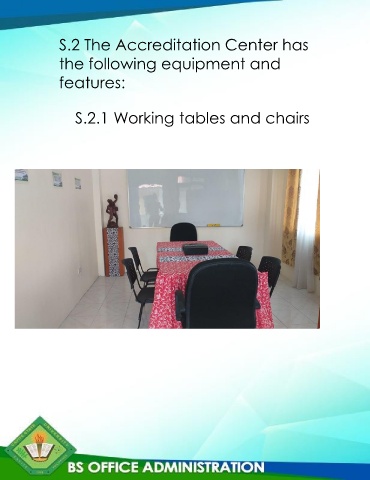 S.2 The Accreditation Center has
the following equipment and
features:
S.2.1 Working tables and chairs
BS OFFICE ADMINISTRATION